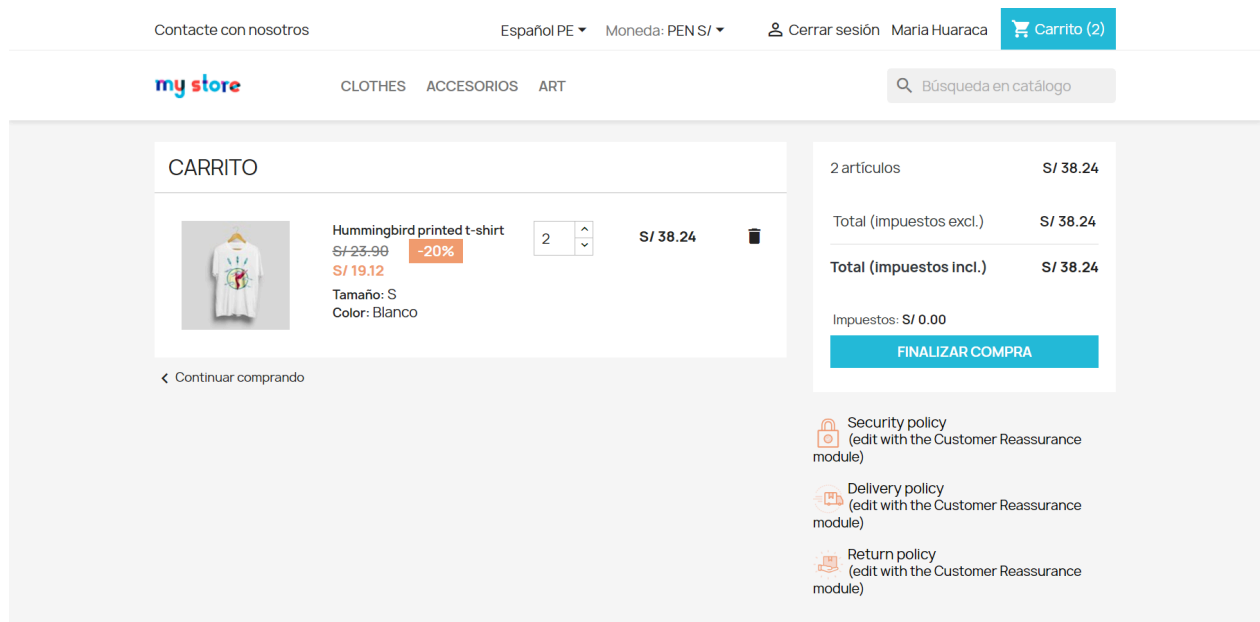 Contacte con nosotros Español PE Moneda: PEN S/ Cerrar sesión Maria Huaraca Carrito (2)
my store CLOTHES ACCESORIOS ART Búsqueda en catálogo
CARRITO
Hummingbird printed t-shirt
S/ 23.90 -20%
S/ 19.12
Tamaño: S
Color: Blanco
2
S/ 38.24
Continuar comprando
2 artículos S/ 38.24
Total (impuestos excl.) S/ 38.24
Total (impuestos incl.) S/ 38.24
Impuestos: S/ 0.00
FINALIZAR COMPRA
Security policy
(edit with the Customer Reassurance
module)
Delivery policy
(edit with the Customer Reassurance
module)
Return policy
(edit with the Customer Reassurance
module)